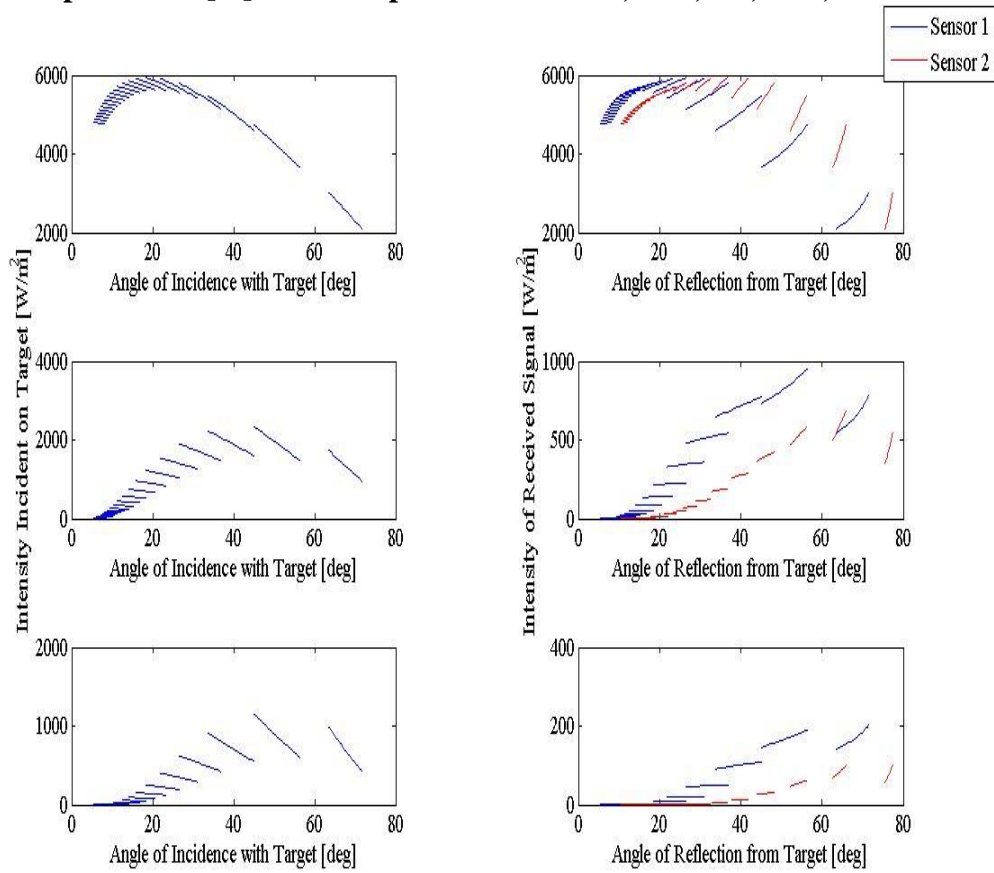 Sensor 1
Sensor 2
6000
4000
2000
0 20 40 60 80
Angle of Incidence with Target [deg]
6000
4000
2000
0 20 40 60 80
Angle of Reflection from Target [deg]
Intensity Incident on Target [W/m²]
Intensity of Received Signal [W/m²]
4000
2000
0
0 20 40 60 80
Angle of Incidence with Target [deg]
1000
500
0
0 20 40 60 80
Angle of Reflection from Target [deg]
2000
1000
0
0 20 40 60 80
Angle of Incidence with Target [deg]
400
200
0
0 20 40 60 80
Angle of Reflection from Target [deg]